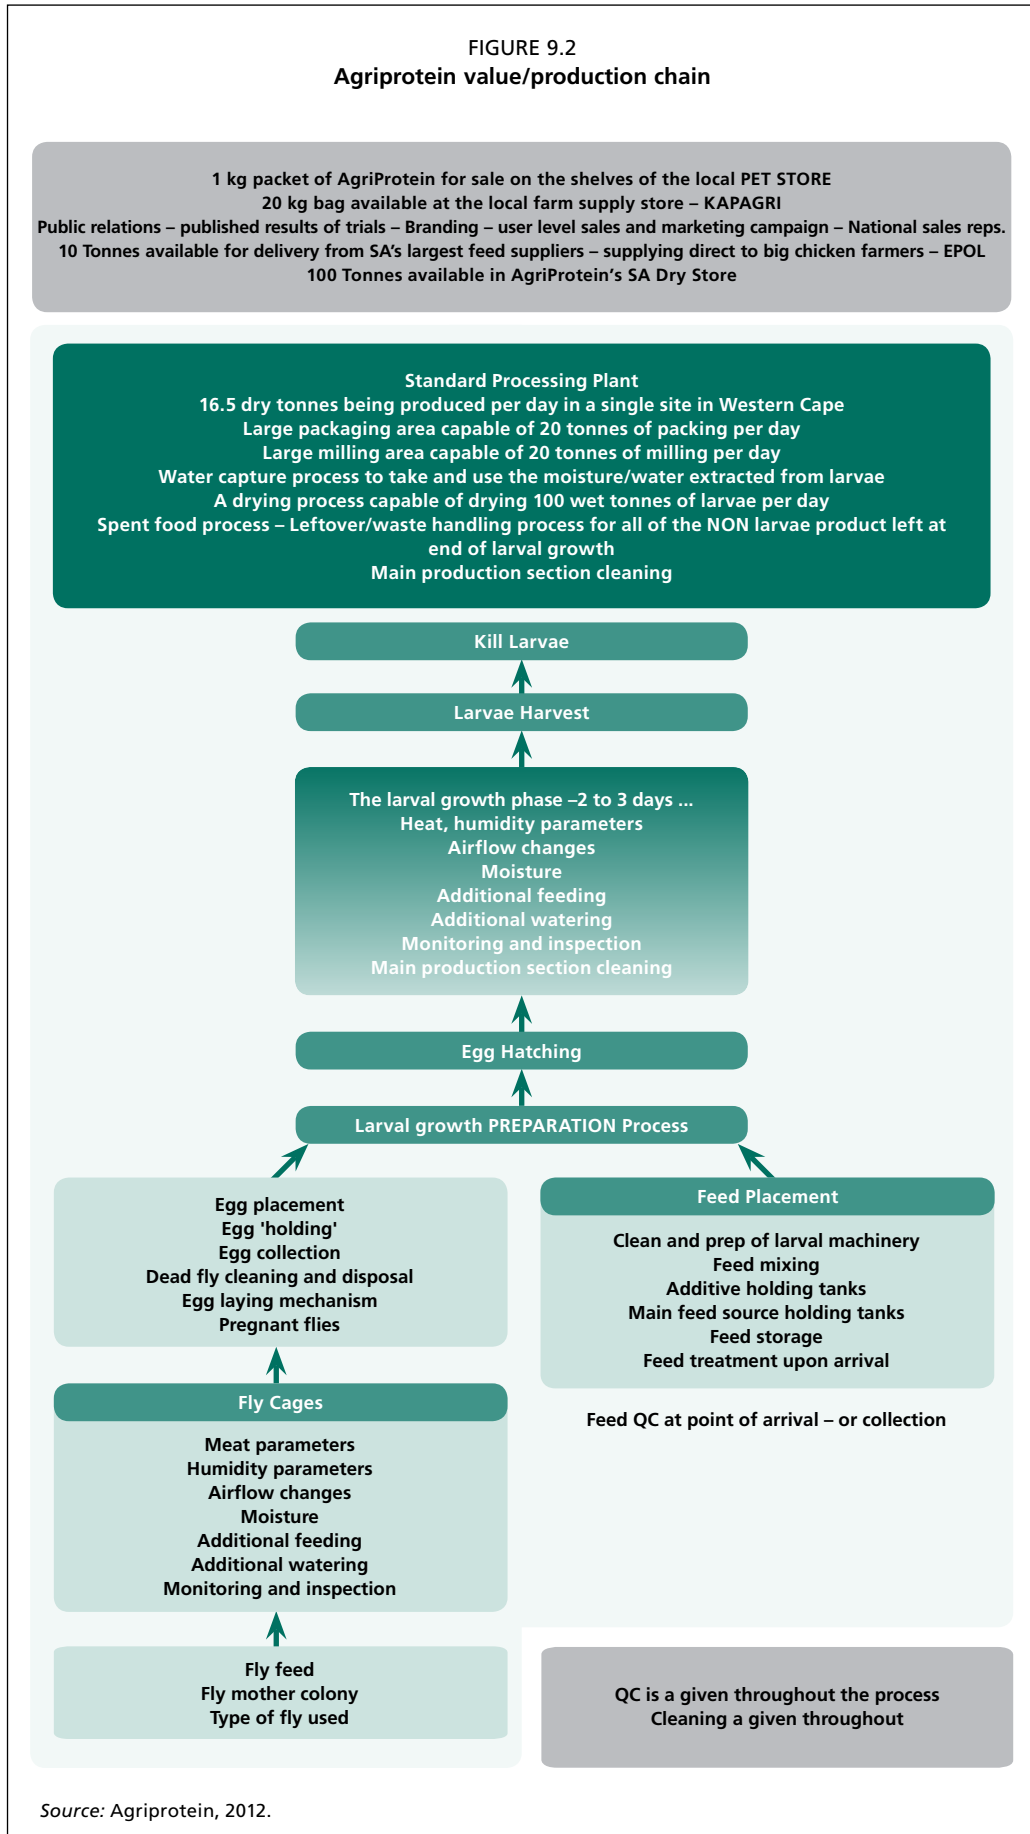 FIGURE 9.2
Agriprotein value/production chain
1 kg packet of AgriProtein for sale on the shelves of the local PET STORE
20 kg bag available at the local farm supply store – KAPAGRI
Public relations – published results of trials – Branding – user level sales and marketing campaign – National sales reps.
10 Tonnes available for delivery from SA's largest feed suppliers – supplying direct to big chicken farmers – EPOL
100 Tonnes available in AgriProtein's SA Dry Store
Standard Processing Plant
16.5 dry tonnes being produced per day in a single site in Western Cape
Large packaging area capable of 20 tonnes of packing per day
Large milling area capable of 20 tonnes of milling per day
Water capture process to take and use the moisture/water extracted from larvae
A drying process capable of drying 100 wet tonnes of larvae per day
Spent food process – Leftover/waste handling process for all of the NON larvae product left at
end of larval growth
Main production section cleaning
Kill Larvae
Larvae Harvest
The larval growth phase –2 to 3 days ...
Heat, humidity parameters
Airflow changes
Moisture
Additional feeding
Additional watering
Monitoring and inspection
Main production section cleaning
Egg Hatching
Larval growth PREPARATION Process
Egg placement
Egg 'holding'
Egg collection
Dead fly cleaning and disposal
Egg laying mechanism
Pregnant flies
Feed Placement
Clean and prep of larval machinery
Feed mixing
Additive holding tanks
Main feed source holding tanks
Feed storage
Feed treatment upon arrival
Feed QC at point of arrival – or collection
Fly Cages
Meat parameters
Humidity parameters
Airflow changes
Moisture
Additional feeding
Additional watering
Monitoring and inspection
Fly feed
Fly mother colony
Type of fly used
QC is a given throughout the process
Cleaning a given throughout
Source: Agriprotein, 2012.